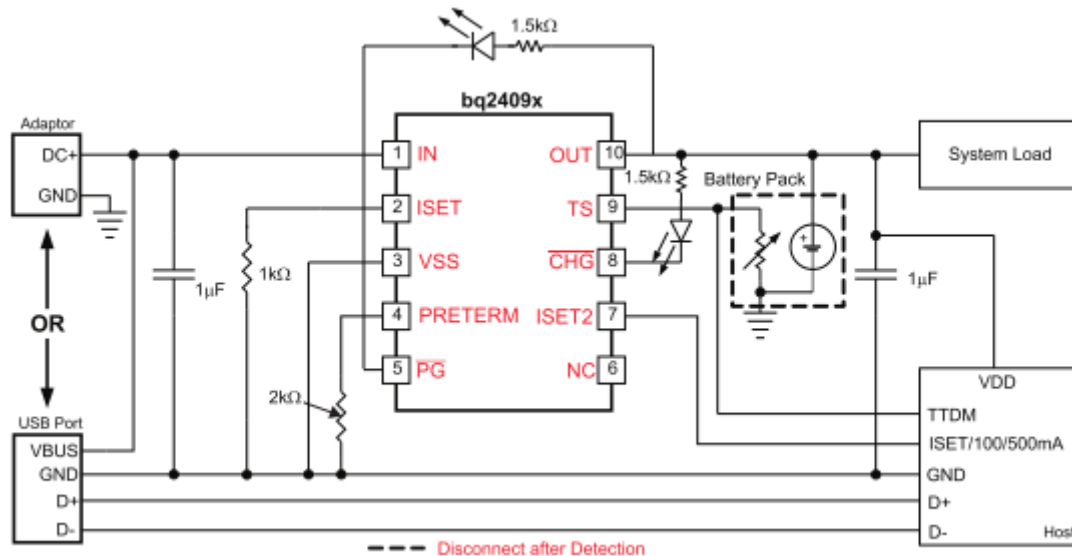 1.5kΩ
bq2409x
Adaptor
DC+
GND
1 IN
OUT 10
System Load
1.5kΩ
Battery Pack
2 ISET
TS 9
OR
1μF
1kΩ
3 VSS
CHG 8
+
1μF
4 PRETERM
ISET2 7
5 PG
NC 6
2kΩ
USB Port
VBUS
GND
D+
D-
VDD
TTDM
ISET/100/500mA
GND
D+
D-
Host
Disconnect after Detection